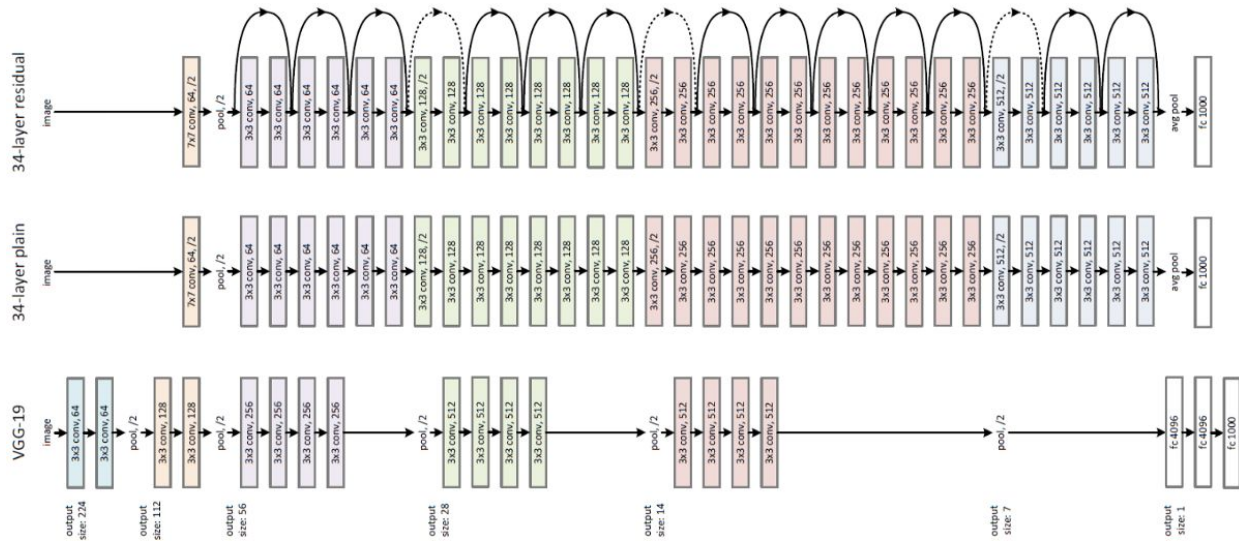 output
size: 224
output
size: 112
output
size: 56
output
size: 28
output
size: 14
output
size: 7
output
size: 1
VGG-19
image
3x3 conv, 64
3x3 conv, 64
pool, /2
3x3 conv, 128
3x3 conv, 128
pool, /2
3x3 conv, 256
3x3 conv, 256
3x3 conv, 256
3x3 conv, 256
pool, /2
3x3 conv, 512
3x3 conv, 512
3x3 conv, 512
3x3 conv, 512
pool, /2
3x3 conv, 512
3x3 conv, 512
3x3 conv, 512
3x3 conv, 512
pool, /2
fc 4096
fc 4096
fc 1000
34-layer plain
image
7x7 conv, 64, /2
pool, /2
3x3 conv, 64
3x3 conv, 64
3x3 conv, 64
3x3 conv, 64
3x3 conv, 64
3x3 conv, 64
3x3 conv, 128, /2
3x3 conv, 128
3x3 conv, 128
3x3 conv, 128
3x3 conv, 128
3x3 conv, 128
3x3 conv, 128
3x3 conv, 128
3x3 conv, 256, /2
3x3 conv, 256
3x3 conv, 256
3x3 conv, 256
3x3 conv, 256
3x3 conv, 256
3x3 conv, 256
3x3 conv, 256
3x3 conv, 256
3x3 conv, 256
3x3 conv, 256
3x3 conv, 256
3x3 conv, 512, /2
3x3 conv, 512
3x3 conv, 512
3x3 conv, 512
3x3 conv, 512
3x3 conv, 512
avg pool
fc 1000
34-layer residual
image
7x7 conv, 64, /2
pool, /2
3x3 conv, 64
3x3 conv, 64
3x3 conv, 64
3x3 conv, 64
3x3 conv, 64
3x3 conv, 64
3x3 conv, 128, /2
3x3 conv, 128
3x3 conv, 128
3x3 conv, 128
3x3 conv, 128
3x3 conv, 128
3x3 conv, 128
3x3 conv, 128
3x3 conv, 256, /2
3x3 conv, 256
3x3 conv, 256
3x3 conv, 256
3x3 conv, 256
3x3 conv, 256
3x3 conv, 256
3x3 conv, 256
3x3 conv, 256
3x3 conv, 256
3x3 conv, 256
3x3 conv, 256
3x3 conv, 512, /2
3x3 conv, 512
3x3 conv, 512
3x3 conv, 512
3x3 conv, 512
3x3 conv, 512
avg pool
fc 1000